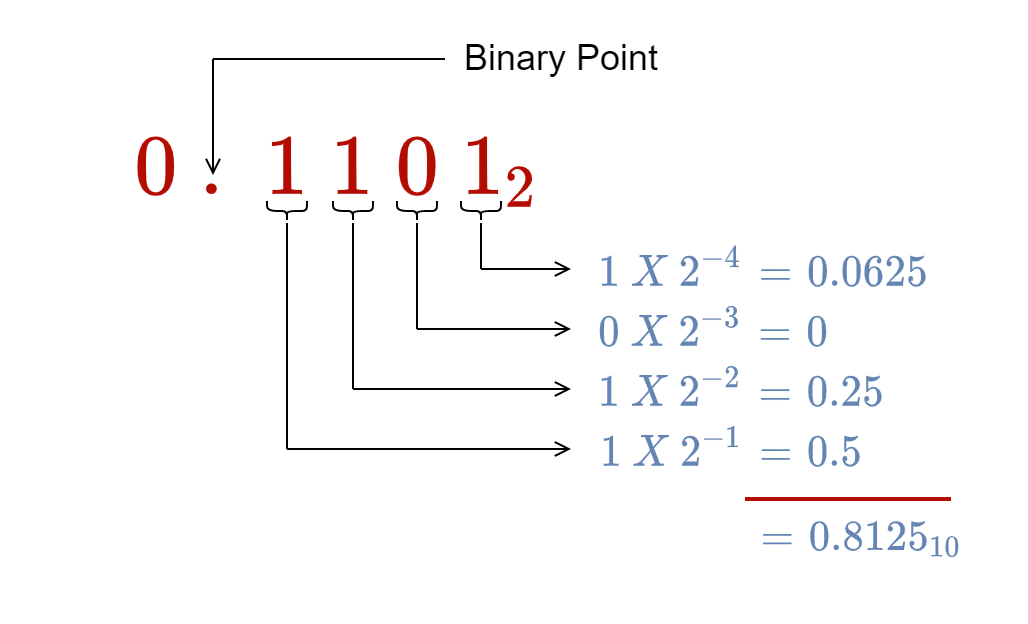 Binary Point
0 . 1 1 0 1₂
1 X 2⁻⁴ = 0.0625
0 X 2⁻³ = 0
1 X 2⁻² = 0.25
1 X 2⁻¹ = 0.5
= 0.8125₁₀